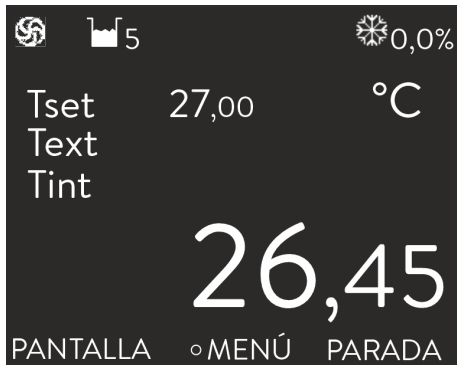 5 0,0%
Tset 27,00 °C
Text
Tint
26,45
PANTALLA ○ MENÚ PARADA